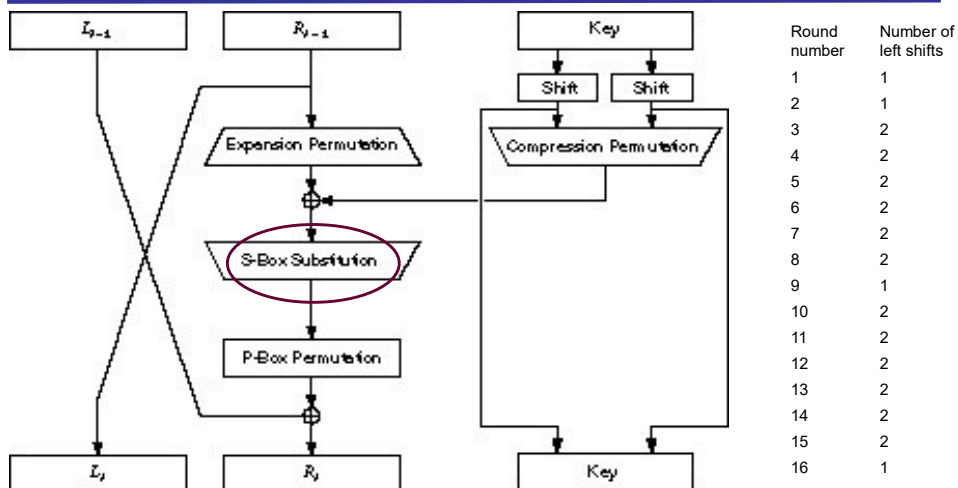 L_{i-1}
R_{i-1}
Key
Shift
Shift
Expansion Permutation
Compression Permutation
S-Box Substitution
P-Box Permutation
L_i
R_i
Key
Round number
Number of left shifts
1 1
2 1
3 2
4 2
5 2
6 2
7 2
8 2
9 1
10 2
11 2
12 2
13 2
14 2
15 2
16 1